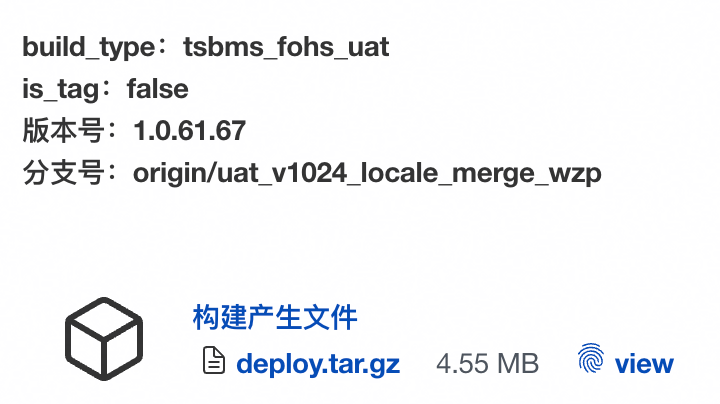 build_type：tsbms_fohs_uat
is_tag：false
版本号：1.0.61.67
分支号：origin/uat_v1024_locale_merge_wzp
构建产生文件
deploy.tar.gz 4.55 MB view